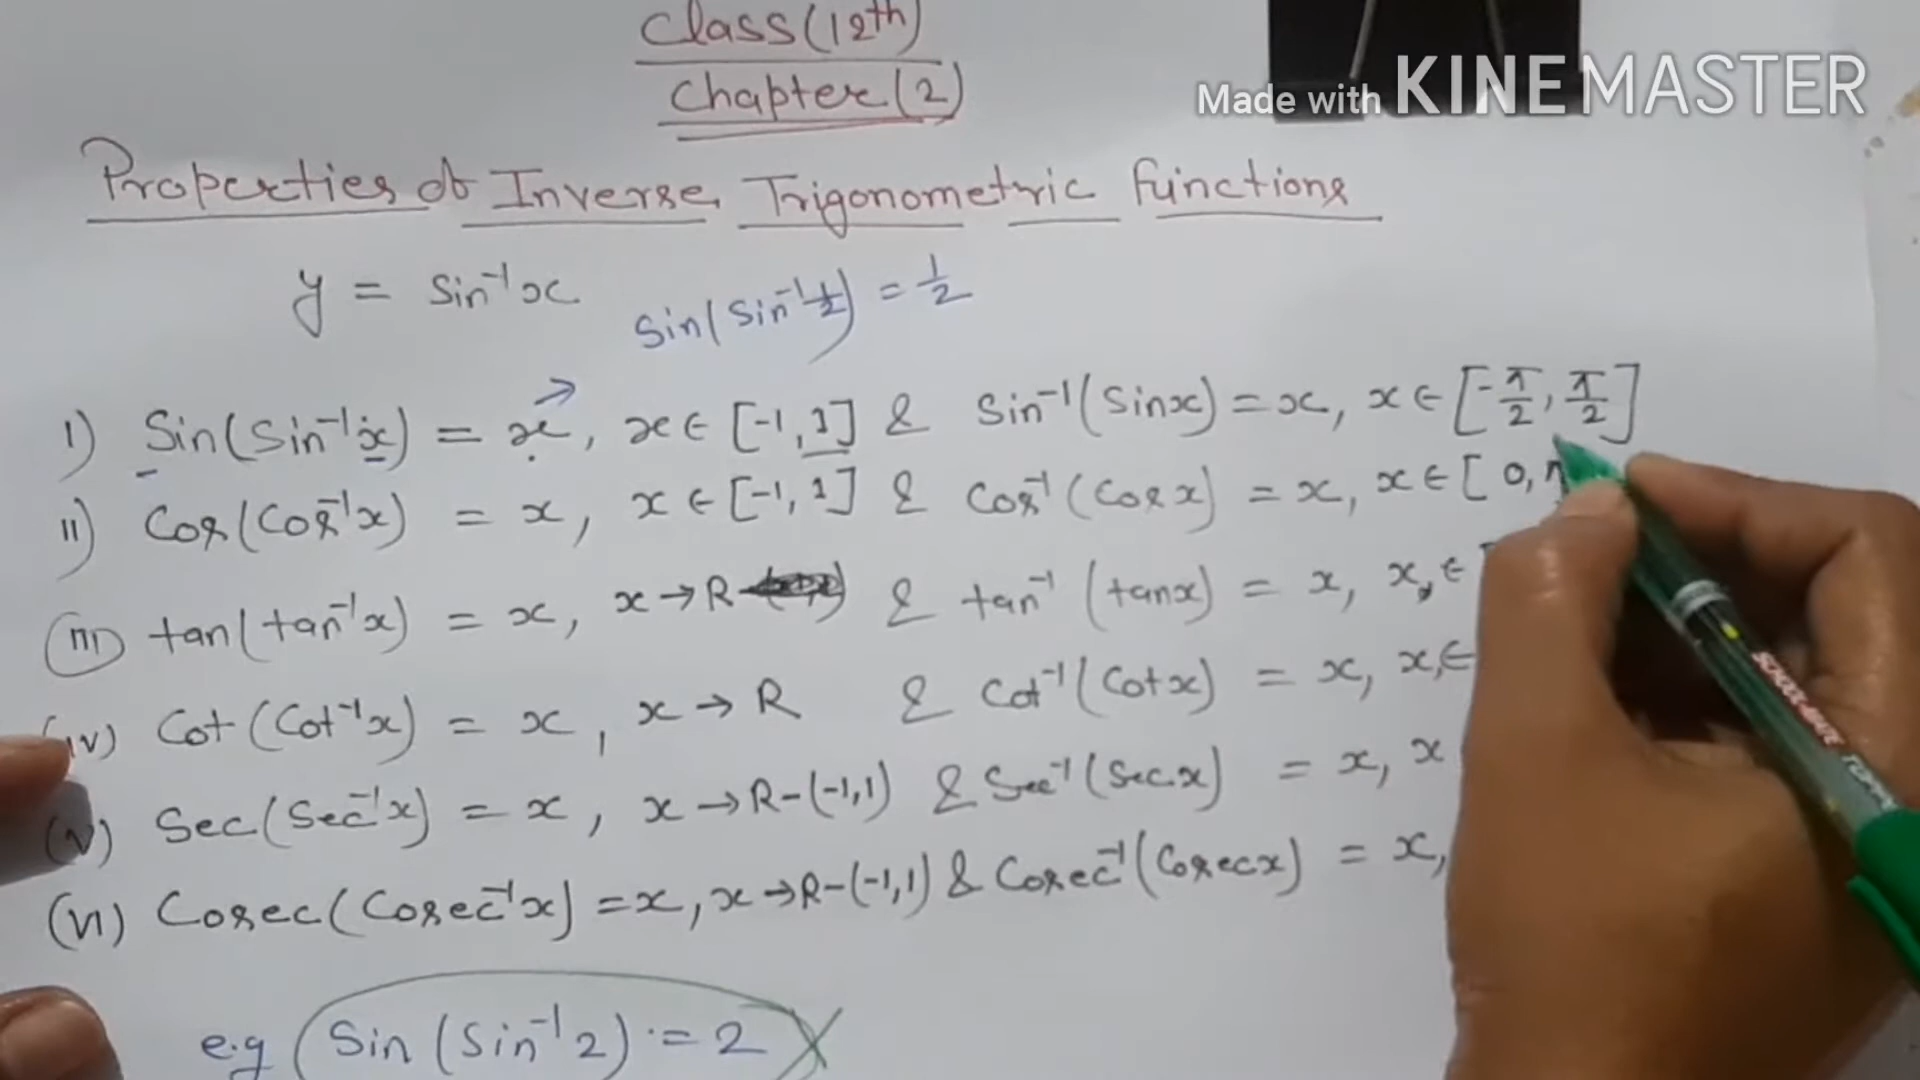 Class (12th)
Chapter (2)
Made with KINEMASTER
Properties of Inverse Trigonometric Functions
y = Sin⁻¹x
Sin(Sin⁻¹ 1/2) = 1/2
I) Sin(Sin⁻¹x) = x, x ∈ [-1, 1] & Sin⁻¹(Sinx) = x, x ∈ [-π/2, π/2]
II) Cos(Cos⁻¹x) = x, x ∈ [-1, 1] & Cos⁻¹(Cosx) = x, x ∈ [0,
III) tan(tan⁻¹x) = x, x → R & tan⁻¹(tanx) = x, x, ∈
(IV) Cot(Cot⁻¹x) = x, x → R & Cot⁻¹(Cotx) = x, x, ∈
(V) Sec(Sec⁻¹x) = x, x → R-(-1,1) & Sec⁻¹(Secx) = x, x
(VI) Cosec(Cosec⁻¹x) = x, x → R-(-1,1) & Cosec⁻¹(Cosecx) = x,
e.g Sin(Sin⁻¹2) = 2 X